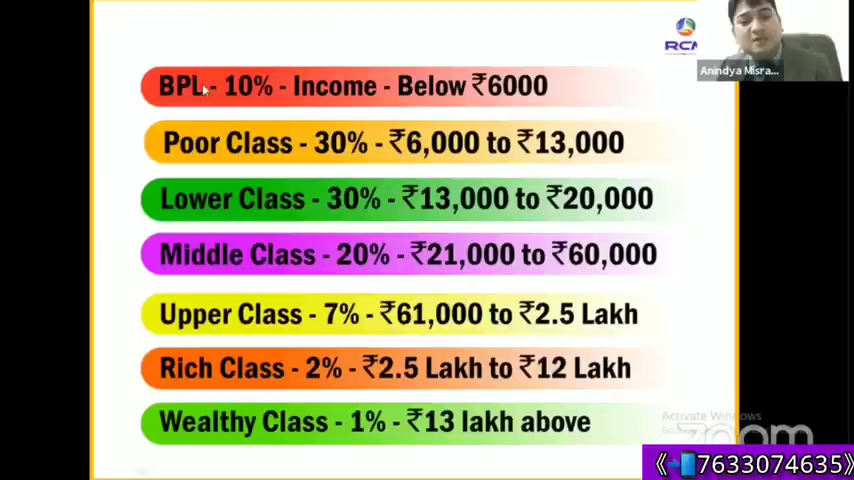 RCM
Anindya Misra...
BPL - 10% - Income - Below ₹6000
Poor Class - 30% - ₹6,000 to ₹13,000
Lower Class - 30% - ₹13,000 to ₹20,000
Middle Class - 20% - ₹21,000 to ₹60,000
Upper Class - 7% - ₹61,000 to ₹2.5 Lakh
Rich Class - 2% - ₹2.5 Lakh to ₹12 Lakh
Wealthy Class - 1% - ₹13 lakh above
Activate Windows
zoom
《📲7633074635》